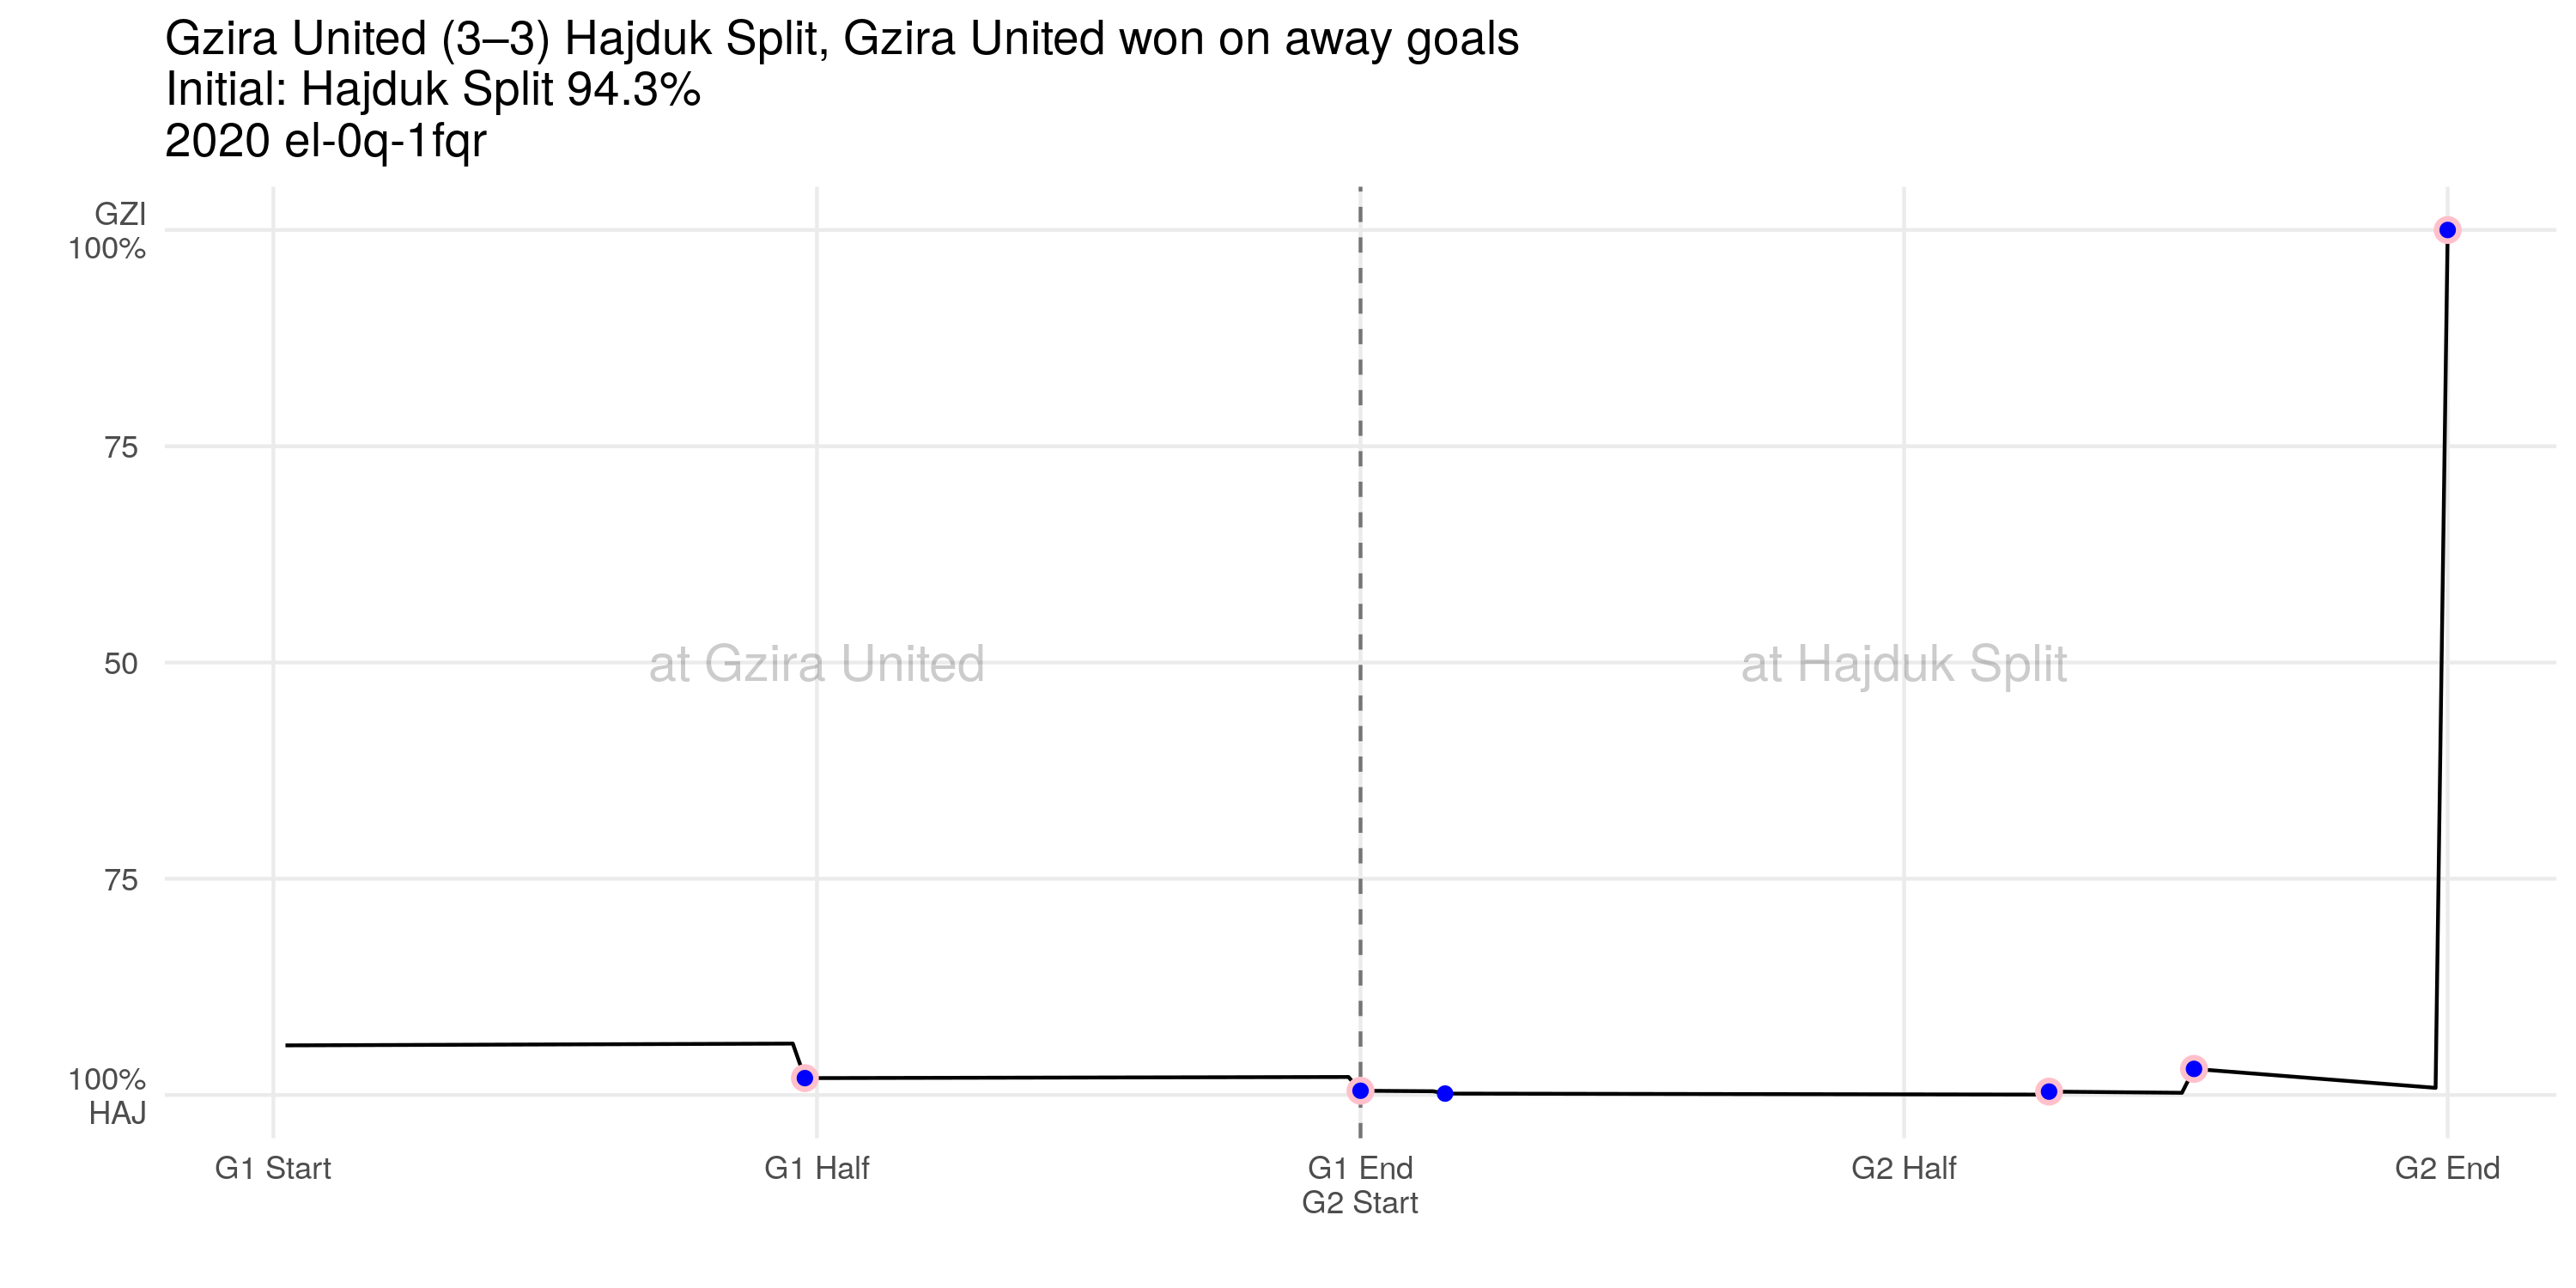 Gzira United (3–3) Hajduk Split, Gzira United won on away goals
Initial: Hajduk Split 94.3%
2020 el-0q-1fqr
GZI
100%
75
50
75
100%
HAJ
at Gzira United
at Hajduk Split
G1 Start
G1 Half
G1 End
G2 Start
G2 Half
G2 End